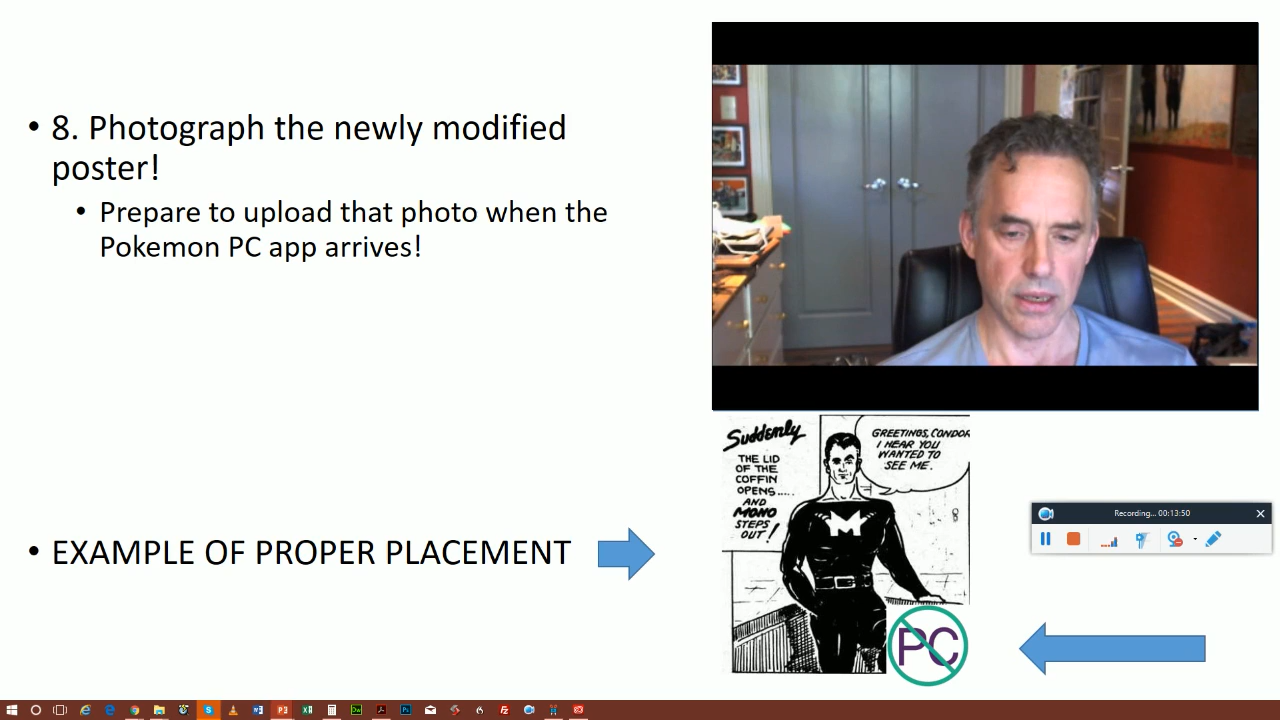 • 8. Photograph the newly modified
poster!
• Prepare to upload that photo when the
Pokemon PC app arrives!
• EXAMPLE OF PROPER PLACEMENT
Suddenly
THE LID
OF THE
COFFIN
OPENS.....
AND
MONO
STEPS
OUT!
GREETINGS, CONDOR
I HEAR YOU
WANTED TO
SEE ME.
M
PC
Recording... 00:13:50